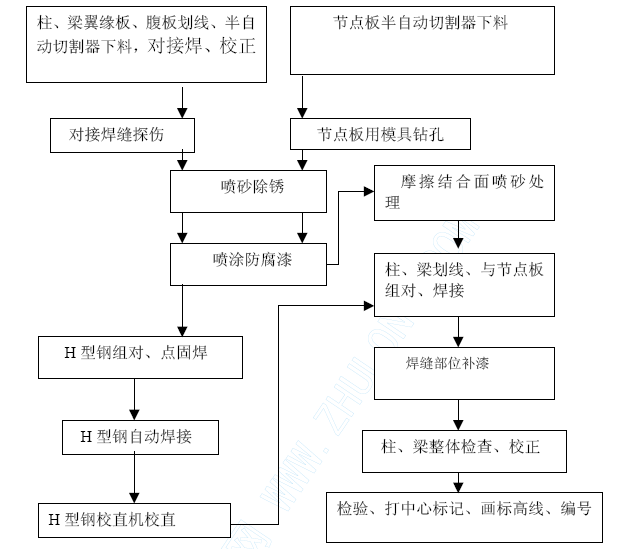 柱、梁翼缘板、腹板划线、半自
动切割器下料，对接焊、校正
节点板半自动切割器下料
对接焊缝探伤
节点板用模具钻孔
喷砂除锈
摩擦结合面喷砂处
理
喷涂防腐漆
柱、梁划线、与节点板
组对、焊接
H 型钢组对、点固焊
焊缝部位补漆
H 型钢自动焊接
柱、梁整体检查、校正
H 型钢校直机校直
检验、打中心标记、画标高线、编号
网 WWW.ZHULONG